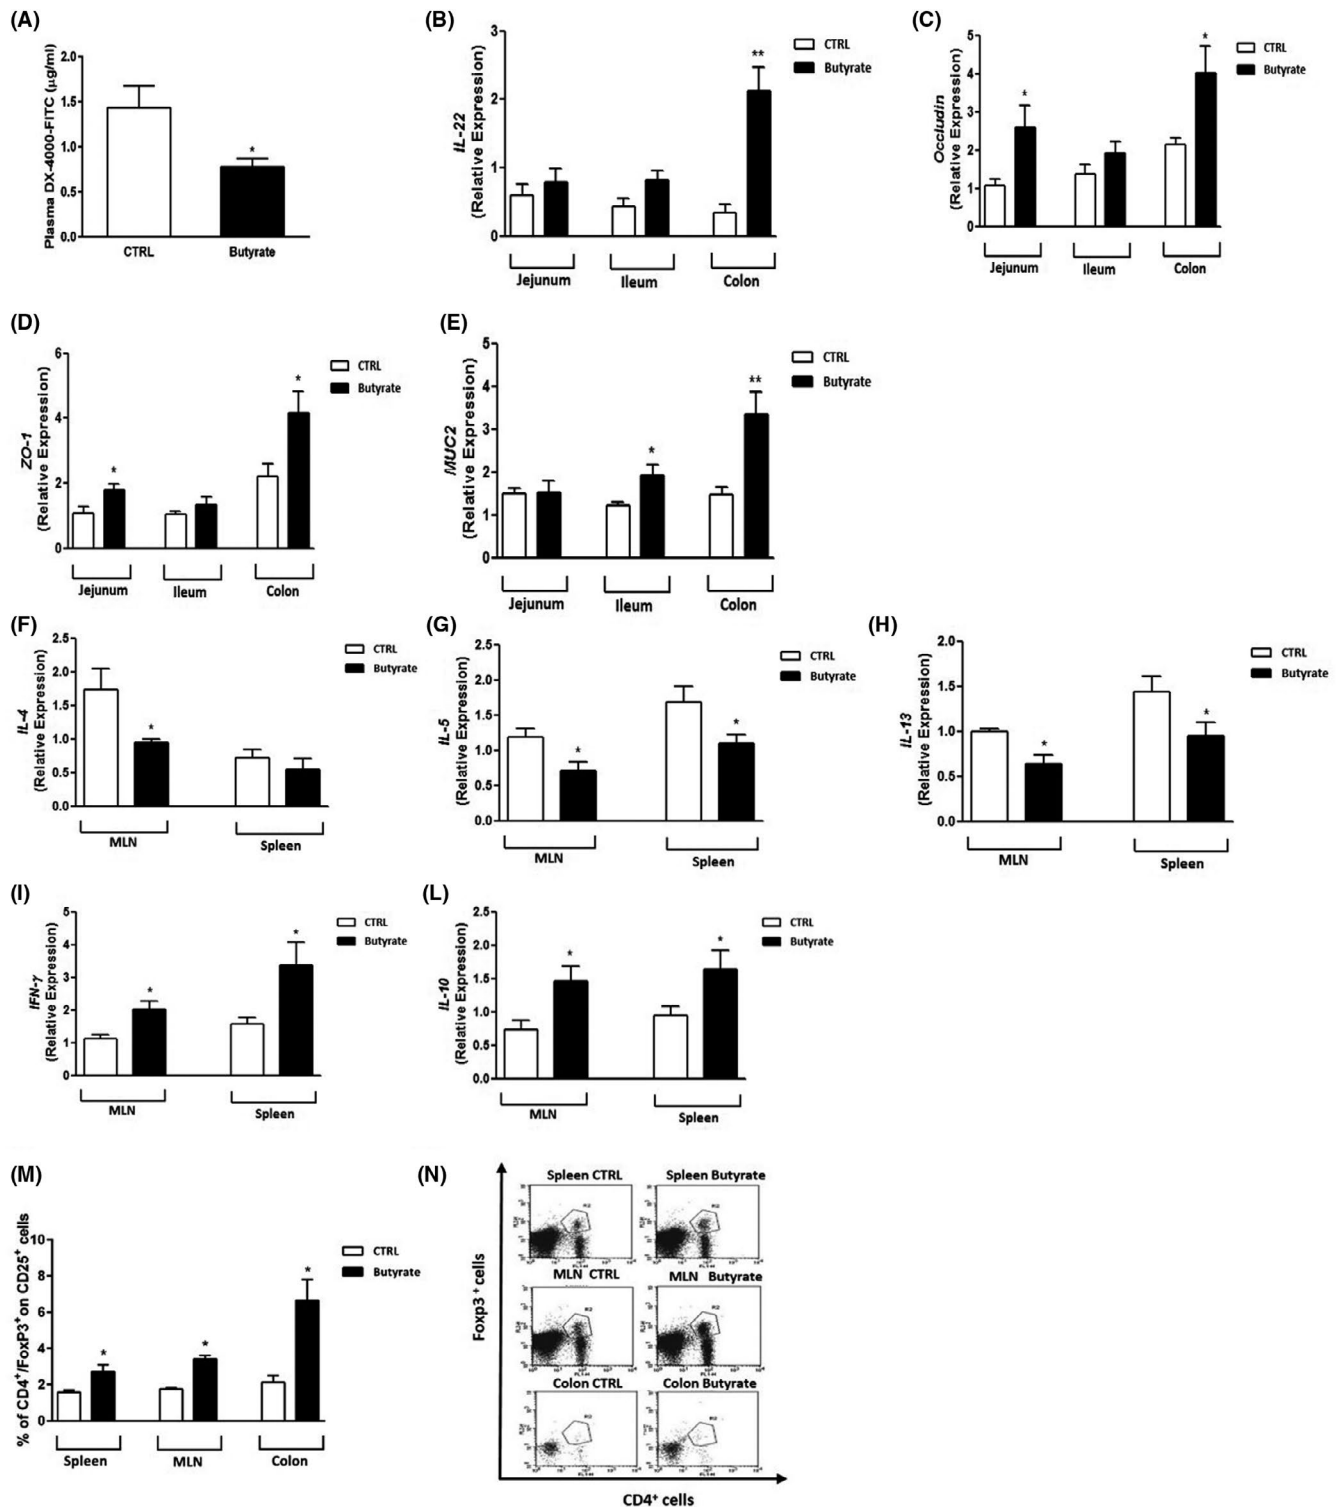 (A)
Plasma DX-4000-FITC (µg/ml)
2.0
1.5
1.0
0.5
0.0
*
CTRL
Butyrate
(B)
IL-22
(Relative Expression)
3
2
1
0
**
CTRL
Butyrate
Jejunum
Ileum
Colon
(C)
Occludin
(Relative Expression)
5
4
3
2
1
0
*
*
CTRL
Butyrate
Jejunum
Ileum
Colon
(D)
ZO-1
(Relative Expression)
6
4
2
0
*
*
CTRL
Butyrate
Jejunum
Ileum
Colon
(E)
MUC2
(Relative Expression)
5
4
3
2
1
0
*
**
CTRL
Butyrate
Jejunum
Ileum
Colon
(F)
IL-4
(Relative Expression)
2.5
2.0
1.5
1.0
0.5
0.0
*
CTRL
Butyrate
MLN
Spleen
(G)
IL-5
(Relative Expression)
2.5
2.0
1.5
1.0
0.5
0.0
*
*
CTRL
Butyrate
MLN
Spleen
(H)
IL-13
(Relative Expression)
2.0
1.5
1.0
0.5
0.0
*
*
CTRL
Butyrate
MLN
Spleen
(I)
IFN-γ
(Relative Expression)
5
4
3
2
1
0
*
*
CTRL
Butyrate
MLN
Spleen
(L)
IL-10
(Relative Expression)
2.5
2.0
1.5
1.0
0.5
0.0
*
*
CTRL
Butyrate
MLN
Spleen
(M)
% of CD4⁺/FoxP3⁺on CD25⁺ cells
10
8
6
4
2
0
*
*
*
CTRL
Butyrate
Spleen
MLN
Colon
(N)
Foxp3 ⁺ cells
Spleen CTRL
Spleen Butyrate
R2
R2
MLN CTRL
MLN Butyrate
R2
R2
Colon CTRL
Colon Butyrate
R2
R2
CD4⁺ cells